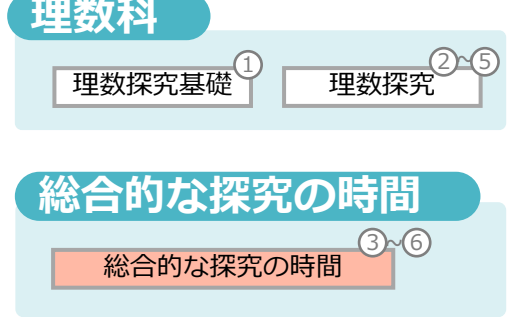 理数科
①
②~⑤
理数探究基礎
理数探究
総合的な探究の時間
③~⑥
総合的な探究の時間